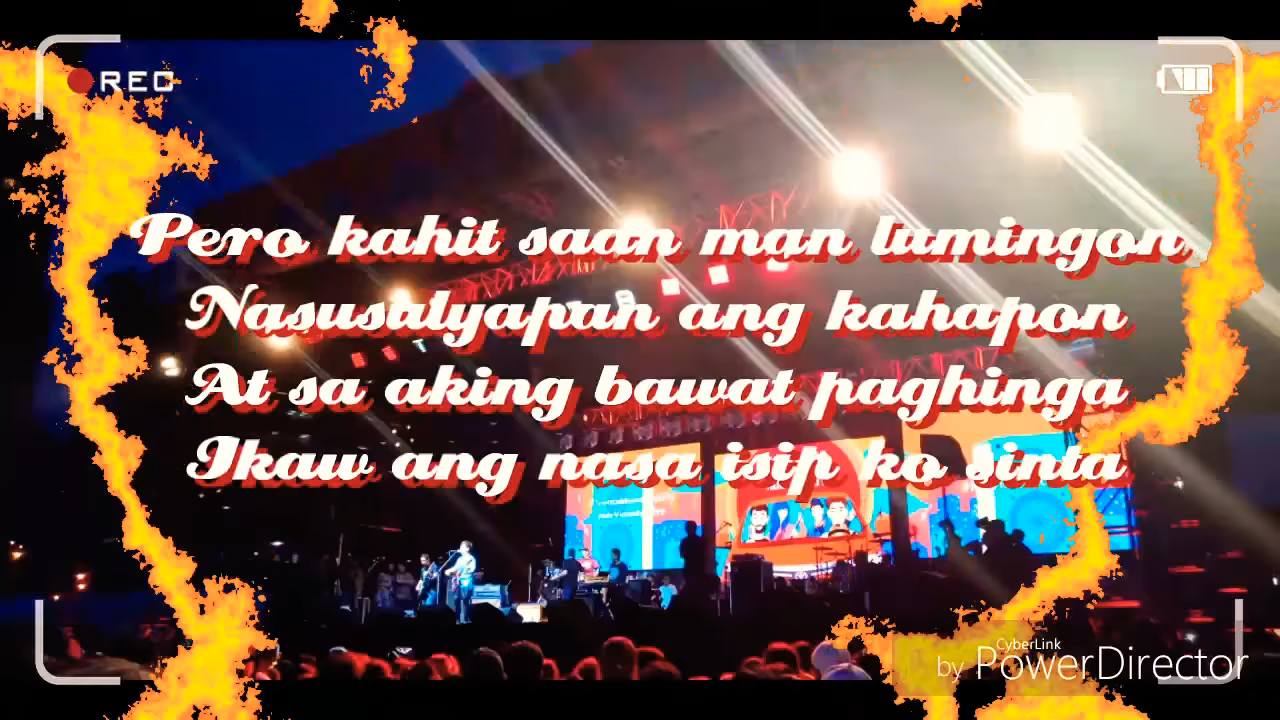 REC
Pero kahit saan man lumingon
Nasusulyapan ang kahapon
At sa aking bawat paghinga
Ikaw ang nasa isip ko sinta
CyberLink
by PowerDirector